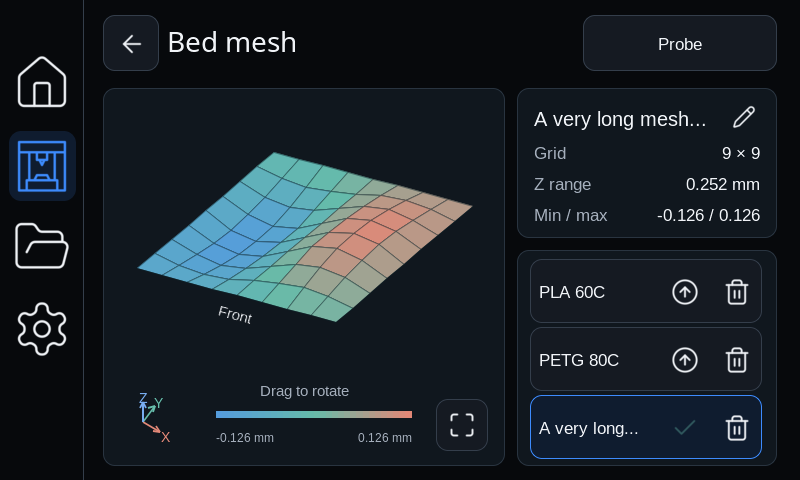 Bed mesh
Probe
A very long mesh...
Grid 9 × 9
Z range 0.252 mm
Min / max -0.126 / 0.126
Front
Z
Y
X
Drag to rotate
-0.126 mm 0.126 mm
PLA 60C
PETG 80C
A very long...